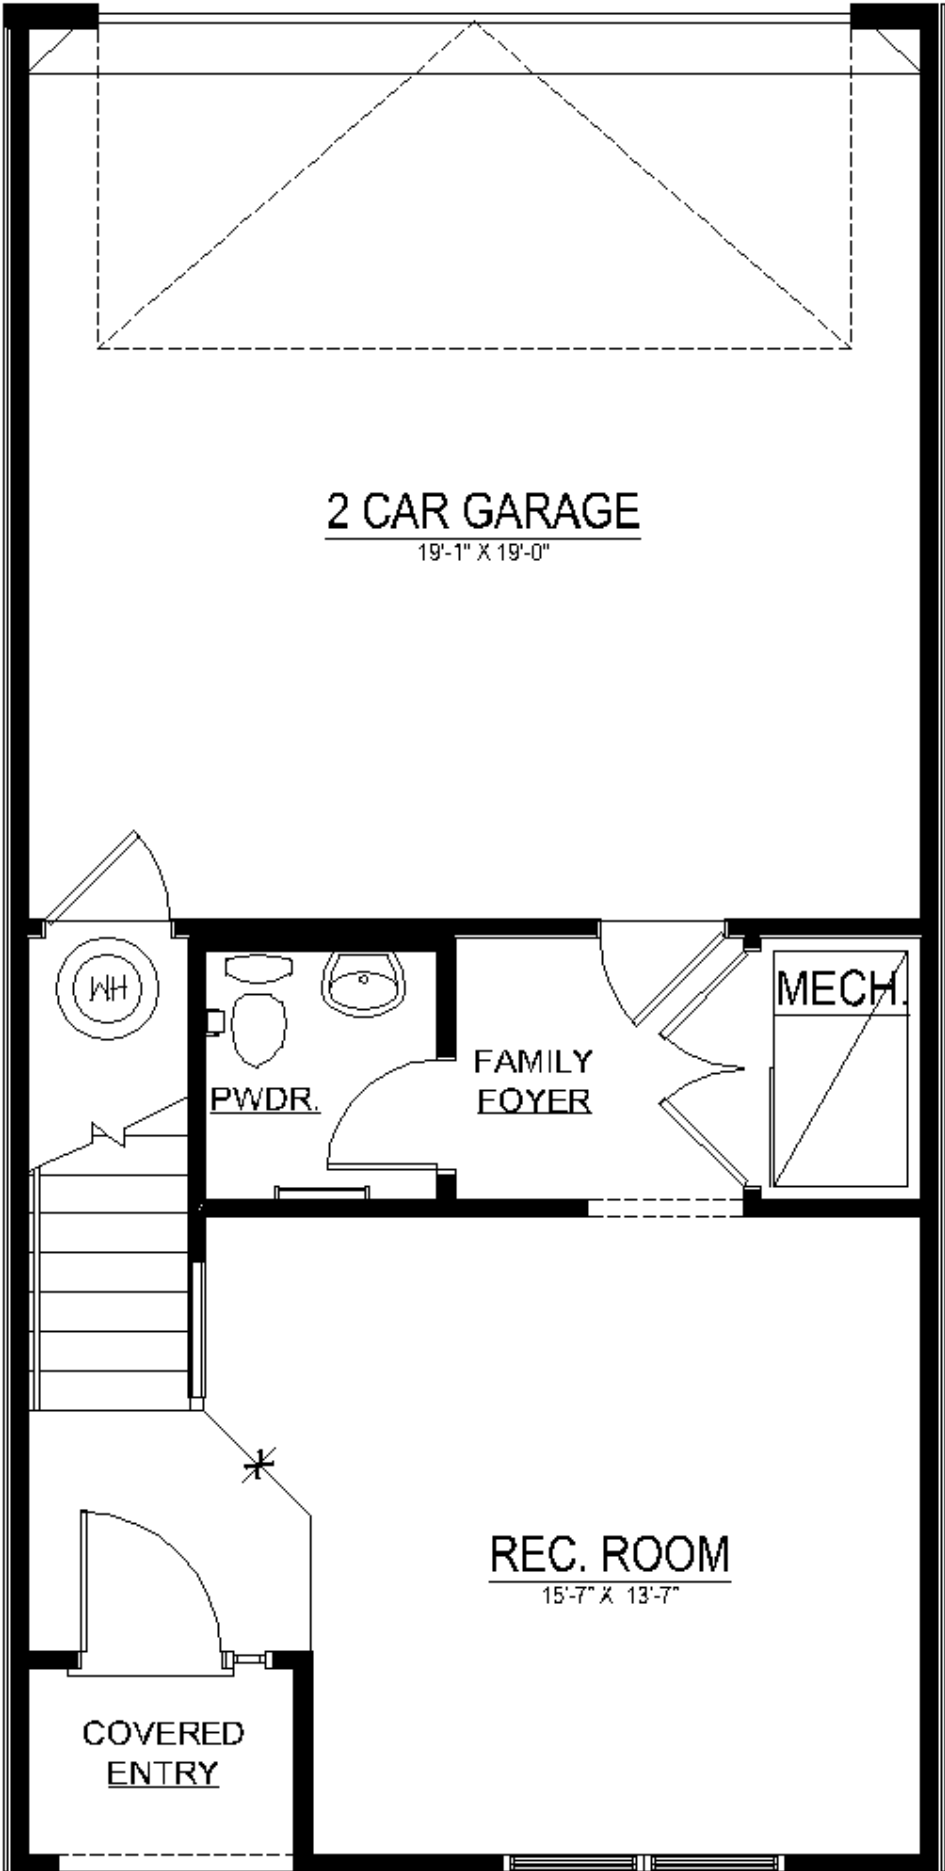 2 CAR GARAGE
19'-1" X 19'-0"
WH
MECH.
FAMILY
FOYER
PWDR.
REC. ROOM
15'-7" X 13'-7"
COVERED
ENTRY